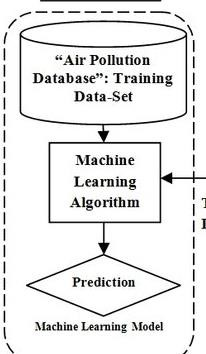 “Air Pollution
Database”: Training
Data-Set
Machine
Learning
Algorithm
Prediction
Machine Learning Model